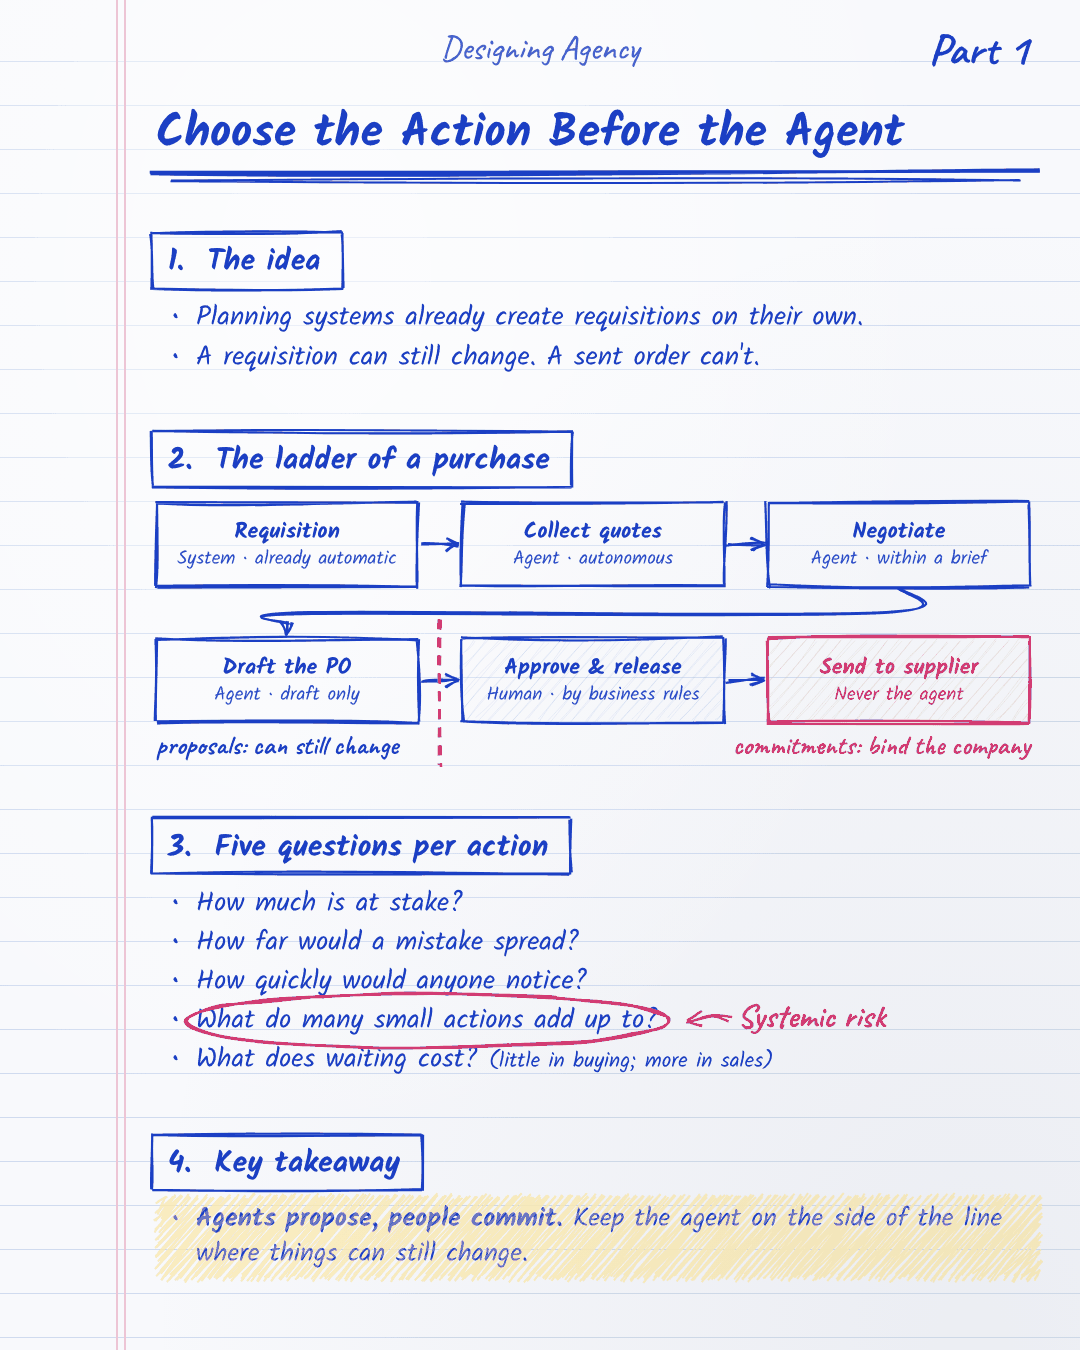 Designing Agency
Part 1
Choose the Action Before the Agent
1. The idea
· Planning systems already create requisitions on their own.
· A requisition can still change. A sent order can't.
2. The ladder of a purchase
Requisition
System · already automatic
Collect quotes
Agent · autonomous
Negotiate
Agent · within a brief
Draft the PO
Agent · draft only
Approve & release
Human · by business rules
Send to supplier
Never the agent
proposals: can still change
commitments: bind the company
3. Five questions per action
· How much is at stake?
· How far would a mistake spread?
· How quickly would anyone notice?
· What do many small actions add up to?
Systemic risk
· What does waiting cost? (little in buying; more in sales)
4. Key takeaway
· Agents propose, people commit. Keep the agent on the side of the line
where things can still change.